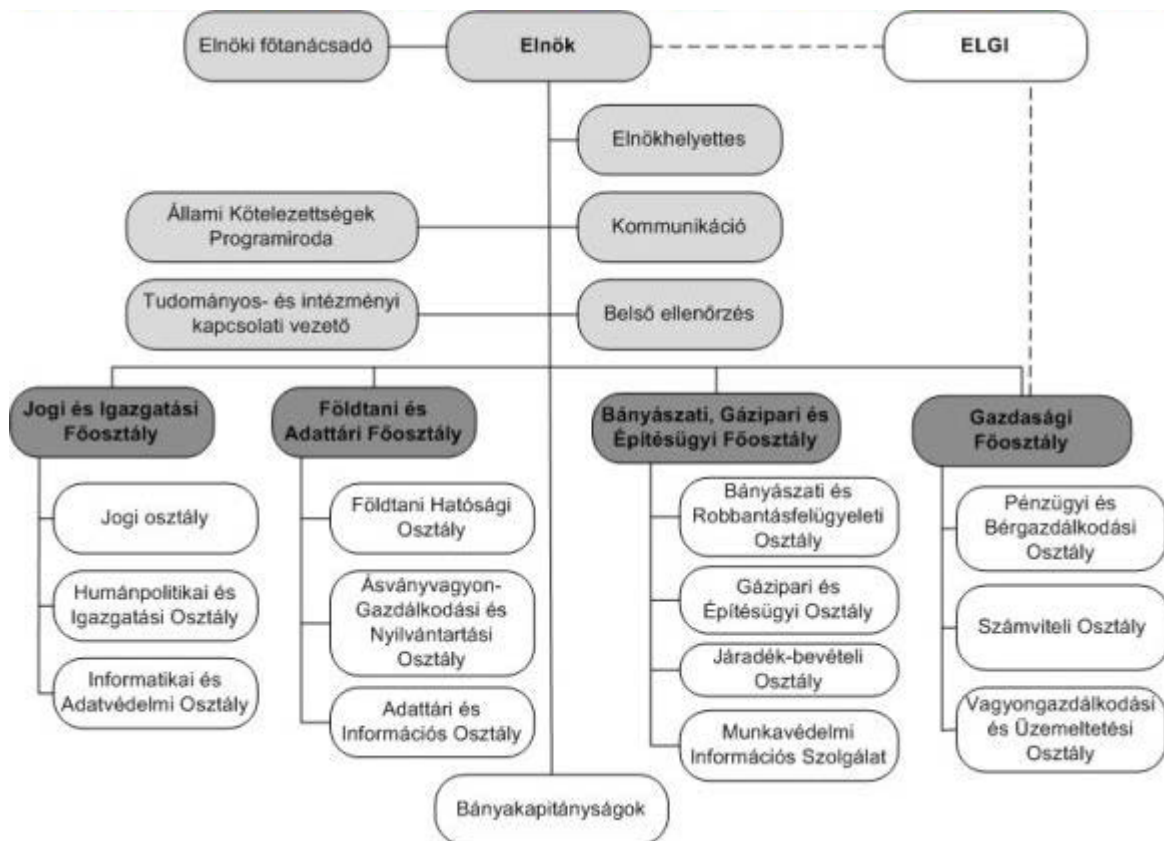 Elnöki főtanácsadó
Elnök
ELGI
Elnökhelyettes
Állami Kötelezettségek
Programiroda
Kommunikáció
Tudományos- és intézményi
kapcsolati vezető
Belső ellenőrzés
Jogi és Igazgatási
Főosztály
Földtani és
Adattári Főosztály
Bányászati, Gázipari és
Építésügyi Főosztály
Gazdasági
Főosztály
Jogi osztály
Humánpolitikai és
Igazgatási Osztály
Informatikai és
Adatvédelmi Osztály
Földtani Hatósági
Osztály
Ásványvagyon-
Gazdálkodási és
Nyilvántartási
Osztály
Adattári és
Információs Osztály
Bányászati és
Robbantásfelügyeleti
Osztály
Gázipari és
Építésügyi Osztály
Járadék-bevételi
Osztály
Munkavédelmi
Információs Szolgálat
Pénzügyi és
Bérgazdálkodási
Osztály
Számviteli Osztály
Vagyongazdálkodási
és Üzemeltetési
Osztály
Bányakapitányságok